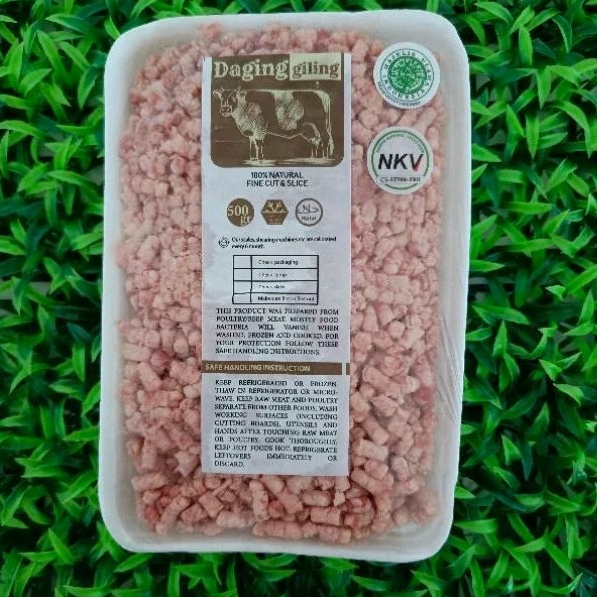 Daging giling
100% NATURAL
FINE CUT & SLICE
500
gr
Halal
حلال
NKV
every 6 month.
Check packaging
THIS PRODUCT WAS PREPARED FROM
POULTRY/BEEF MEAT. MOSTLY FOOD
BACTERIA WILL VANISH WHEN
WASHED, FROZEN AND COOKED. FOR
YOUR PROTECTION FOLLOW THESE
SAFE HANDLING INSTRUCTIONS.
SAFE HANDLING INSTRUCTION
KEEP REFRIGERATED OR FROZEN.
THAW IN REFRIGERATOR OR MICRO-
WAVE. KEEP RAW MEAT AND POULTRY
SEPARATE FROM OTHER FOODS. WASH
WORKING SURFACES (INCLUDING
CUTTING BOARDS), UTENSILS AND
HANDS AFTER TOUCHING RAW MEAT
OR POULTRY. COOK THOROUGHLY.
KEEP HOT FOODS HOT. REFRIGERATE
LEFTOVERS IMMEDIATELY OR
DISCARD.